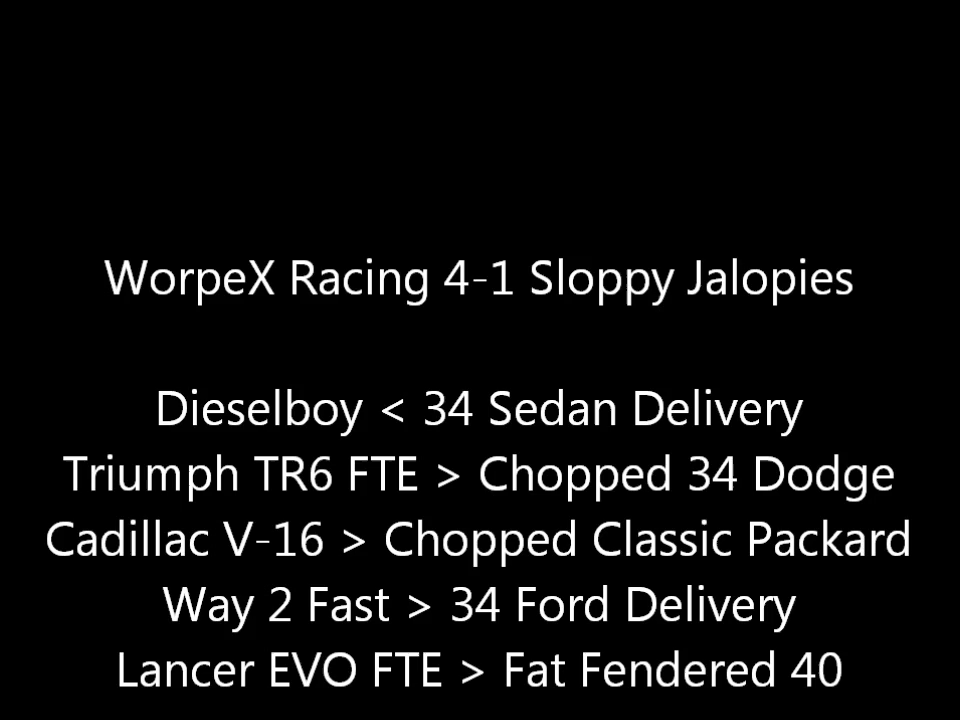 WorpeX Racing 4-1 Sloppy Jalopies
Dieselboy < 34 Sedan Delivery
Triumph TR6 FTE > Chopped 34 Dodge
Cadillac V-16 > Chopped Classic Packard
Way 2 Fast > 34 Ford Delivery
Lancer EVO FTE > Fat Fendered 40